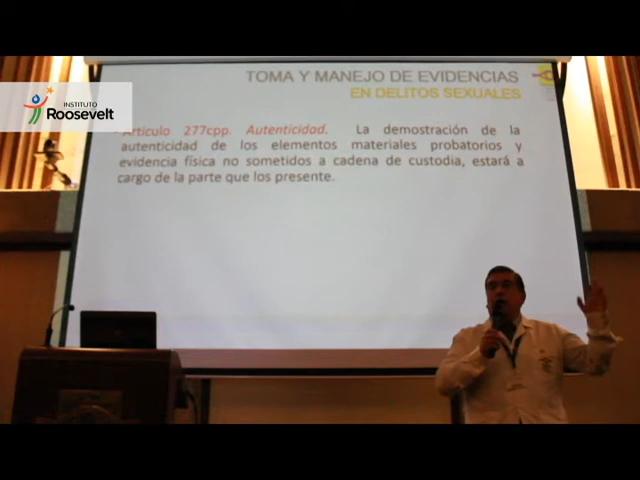 TOMA Y MANEJO DE EVIDENCIAS
EN DELITOS SEXUALES
INSTITUTO
Roosevelt
Artículo 277cpp. Autenticidad. La demostración de la
autenticidad de los elementos materiales probatorios y
evidencia física no sometidos a cadena de custodia, estará a
cargo de la parte que los presente.